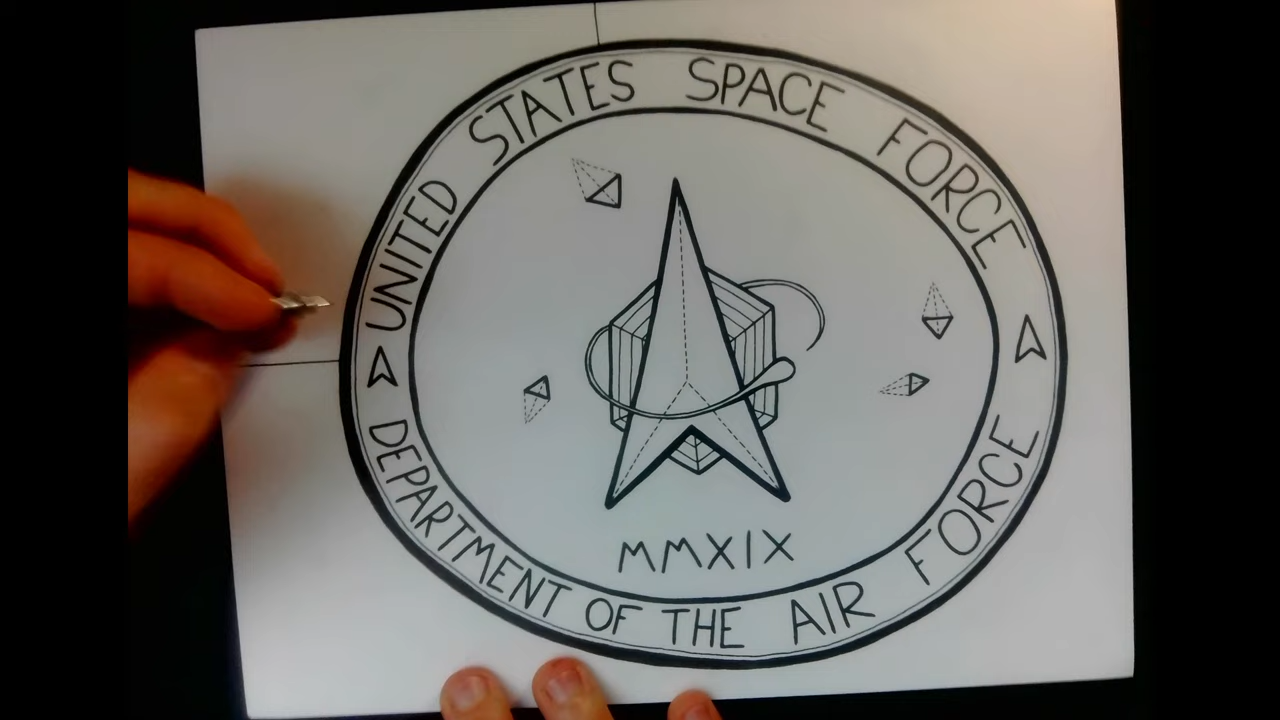 UNITED STATES SPACE FORCE
MMXIX
DEPARTMENT OF THE AIR FORCE